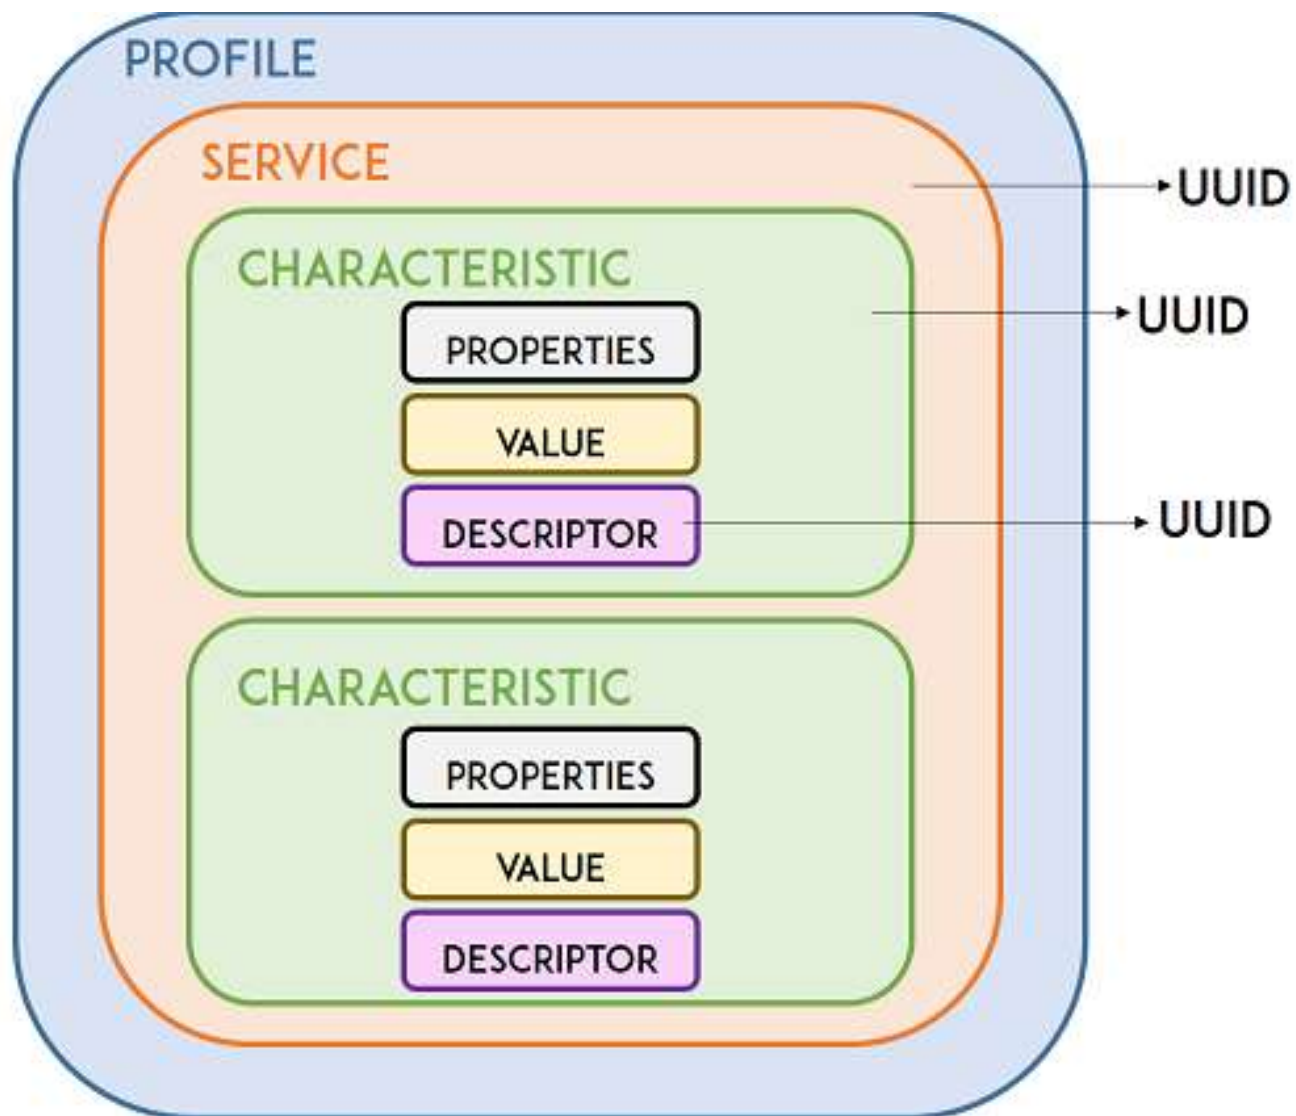 PROFILE
SERVICE
UUID
CHARACTERISTIC
UUID
PROPERTIES
VALUE
DESCRIPTOR
UUID
CHARACTERISTIC
PROPERTIES
VALUE
DESCRIPTOR